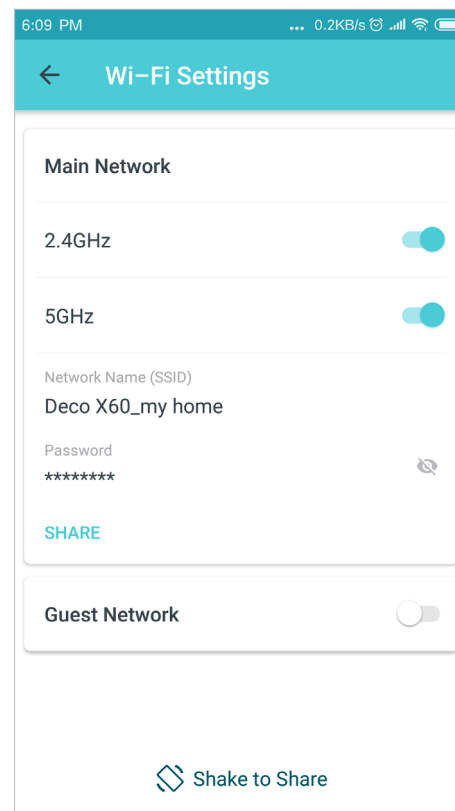 6:09 PM ... 0.2KB/s
Wi-Fi Settings
Main Network
2.4GHz
5GHz
Network Name (SSID)
Deco X60_my home
Password
********
SHARE
Guest Network
Shake to Share